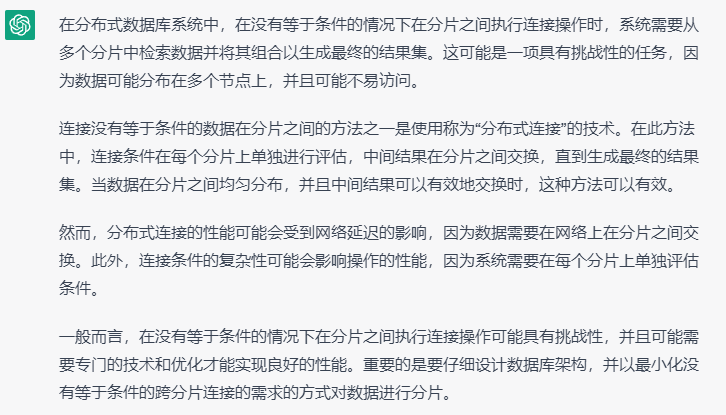 在分布式数据库系统中，在没有等于条件的情况下在分片之间执行连接操作时，系统需要从
多个分片中检索数据并将其组合以生成最终的结果集。这可能是一项具有挑战性的任务，因
为数据可能分布在多个节点上，并且可能不易访问。
连接没有等于条件的数据在分片之间的方法之一是使用称为“分布式连接”的技术。在此方法
中，连接条件在每个分片上单独进行评估，中间结果在分片之间交换，直到生成最终的结果
集。当数据在分片之间均匀分布，并且中间结果可以有效地交换时，这种方法可以有效。
然而，分布式连接的性能可能会受到网络延迟的影响，因为数据需要在网络上在分片之间交
换。此外，连接条件的复杂性可能会影响操作的性能，因为系统需要在每个分片上单独评估
条件。
一般而言，在没有等于条件的情况下在分片之间执行连接操作可能具有挑战性，并且可能需
要专门的技术和优化才能实现良好的性能。重要的是要仔细设计数据库架构，并以最小化没
有等于条件的跨分片连接的需求的方式对数据进行分片。